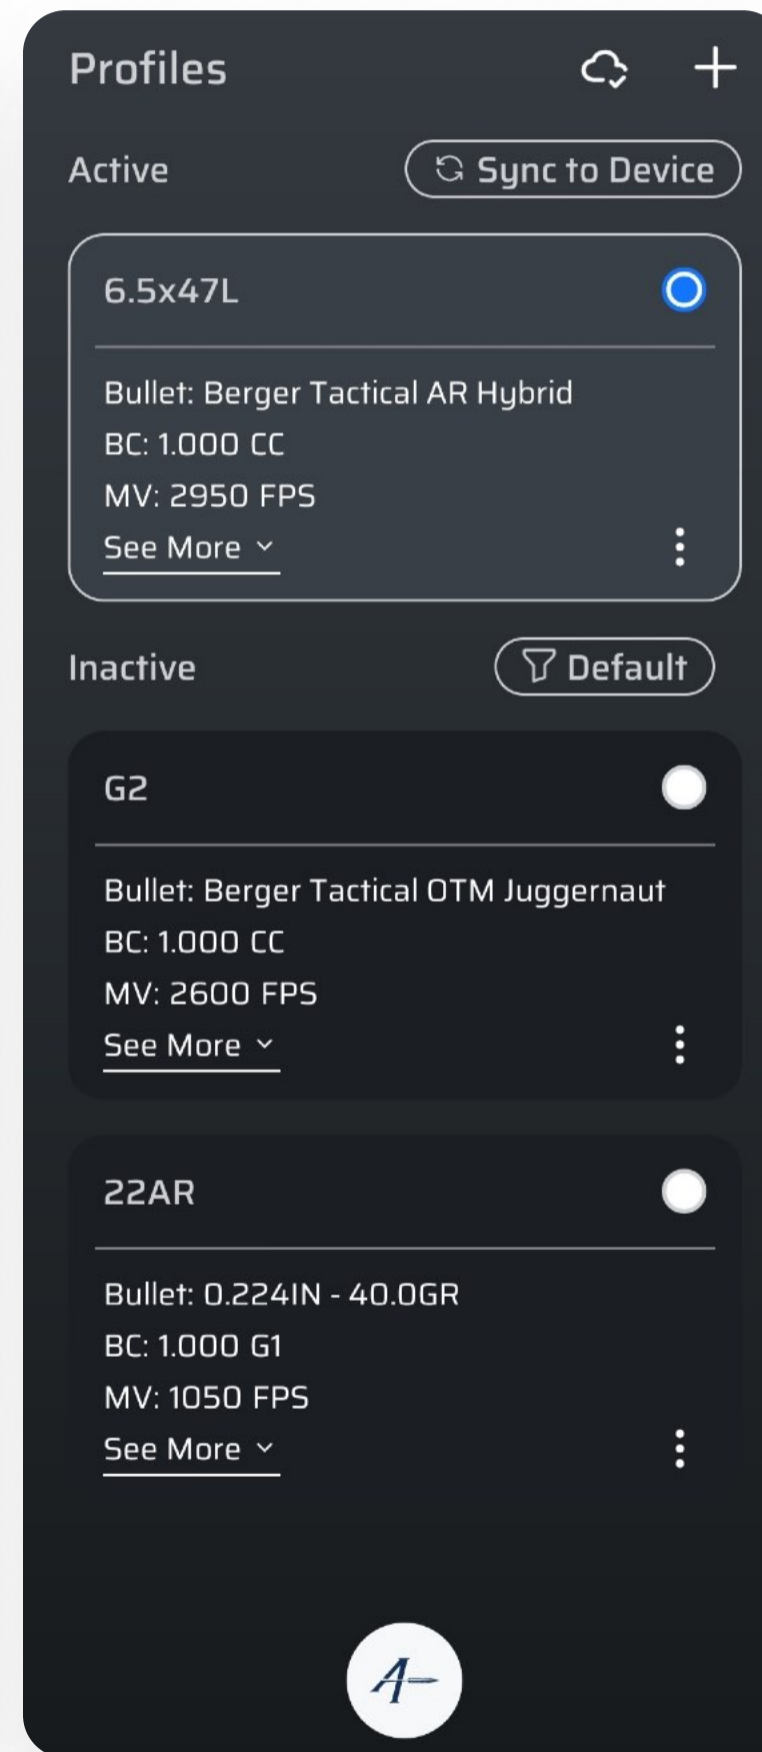 Profiles
Active
Sync to Device
6.5x47L
Bullet: Berger Tactical AR Hybrid
BC: 1.000 CC
MV: 2950 FPS
See More
Inactive
Default
G2
Bullet: Berger Tactical OTM Juggernaut
BC: 1.000 CC
MV: 2600 FPS
See More
22AR
Bullet: 0.224IN - 40.0GR
BC: 1.000 G1
MV: 1050 FPS
See More
A